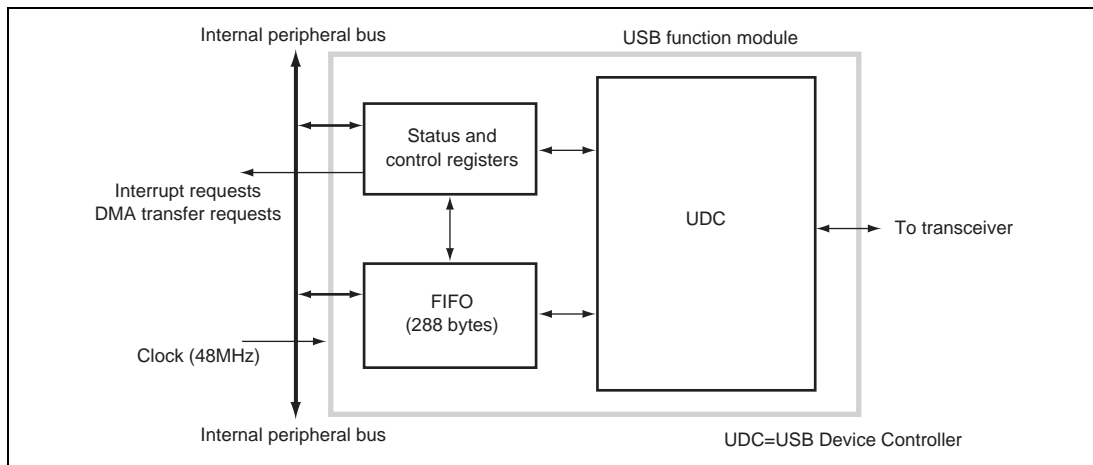 Internal peripheral bus
USB function module
Status and
control registers
Interrupt requests
DMA transfer requests
UDC
To transceiver
FIFO
(288 bytes)
Clock (48MHz)
Internal peripheral bus
UDC=USB Device Controller